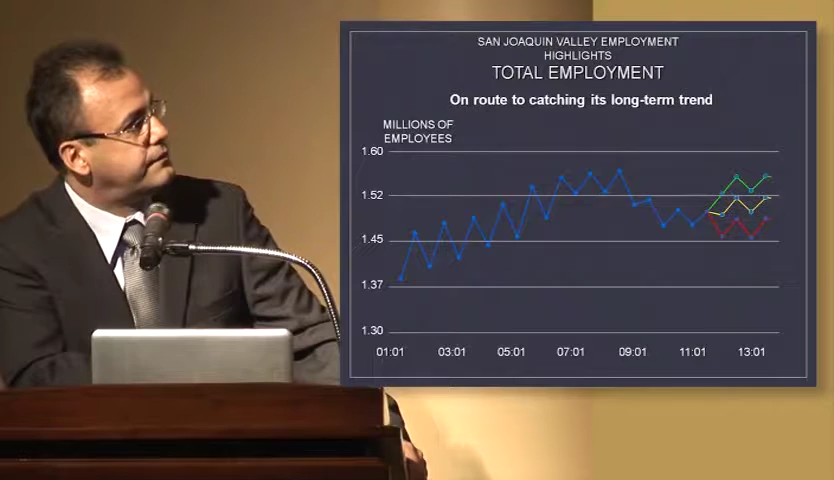 SAN JOAQUIN VALLEY EMPLOYMENT
HIGHLIGHTS
TOTAL EMPLOYMENT
On route to catching its long-term trend
MILLIONS OF
EMPLOYEES
1.60
1.52
1.45
1.37
1.30
01:01 03:01 05:01 07:01 09:01 11:01 13:01